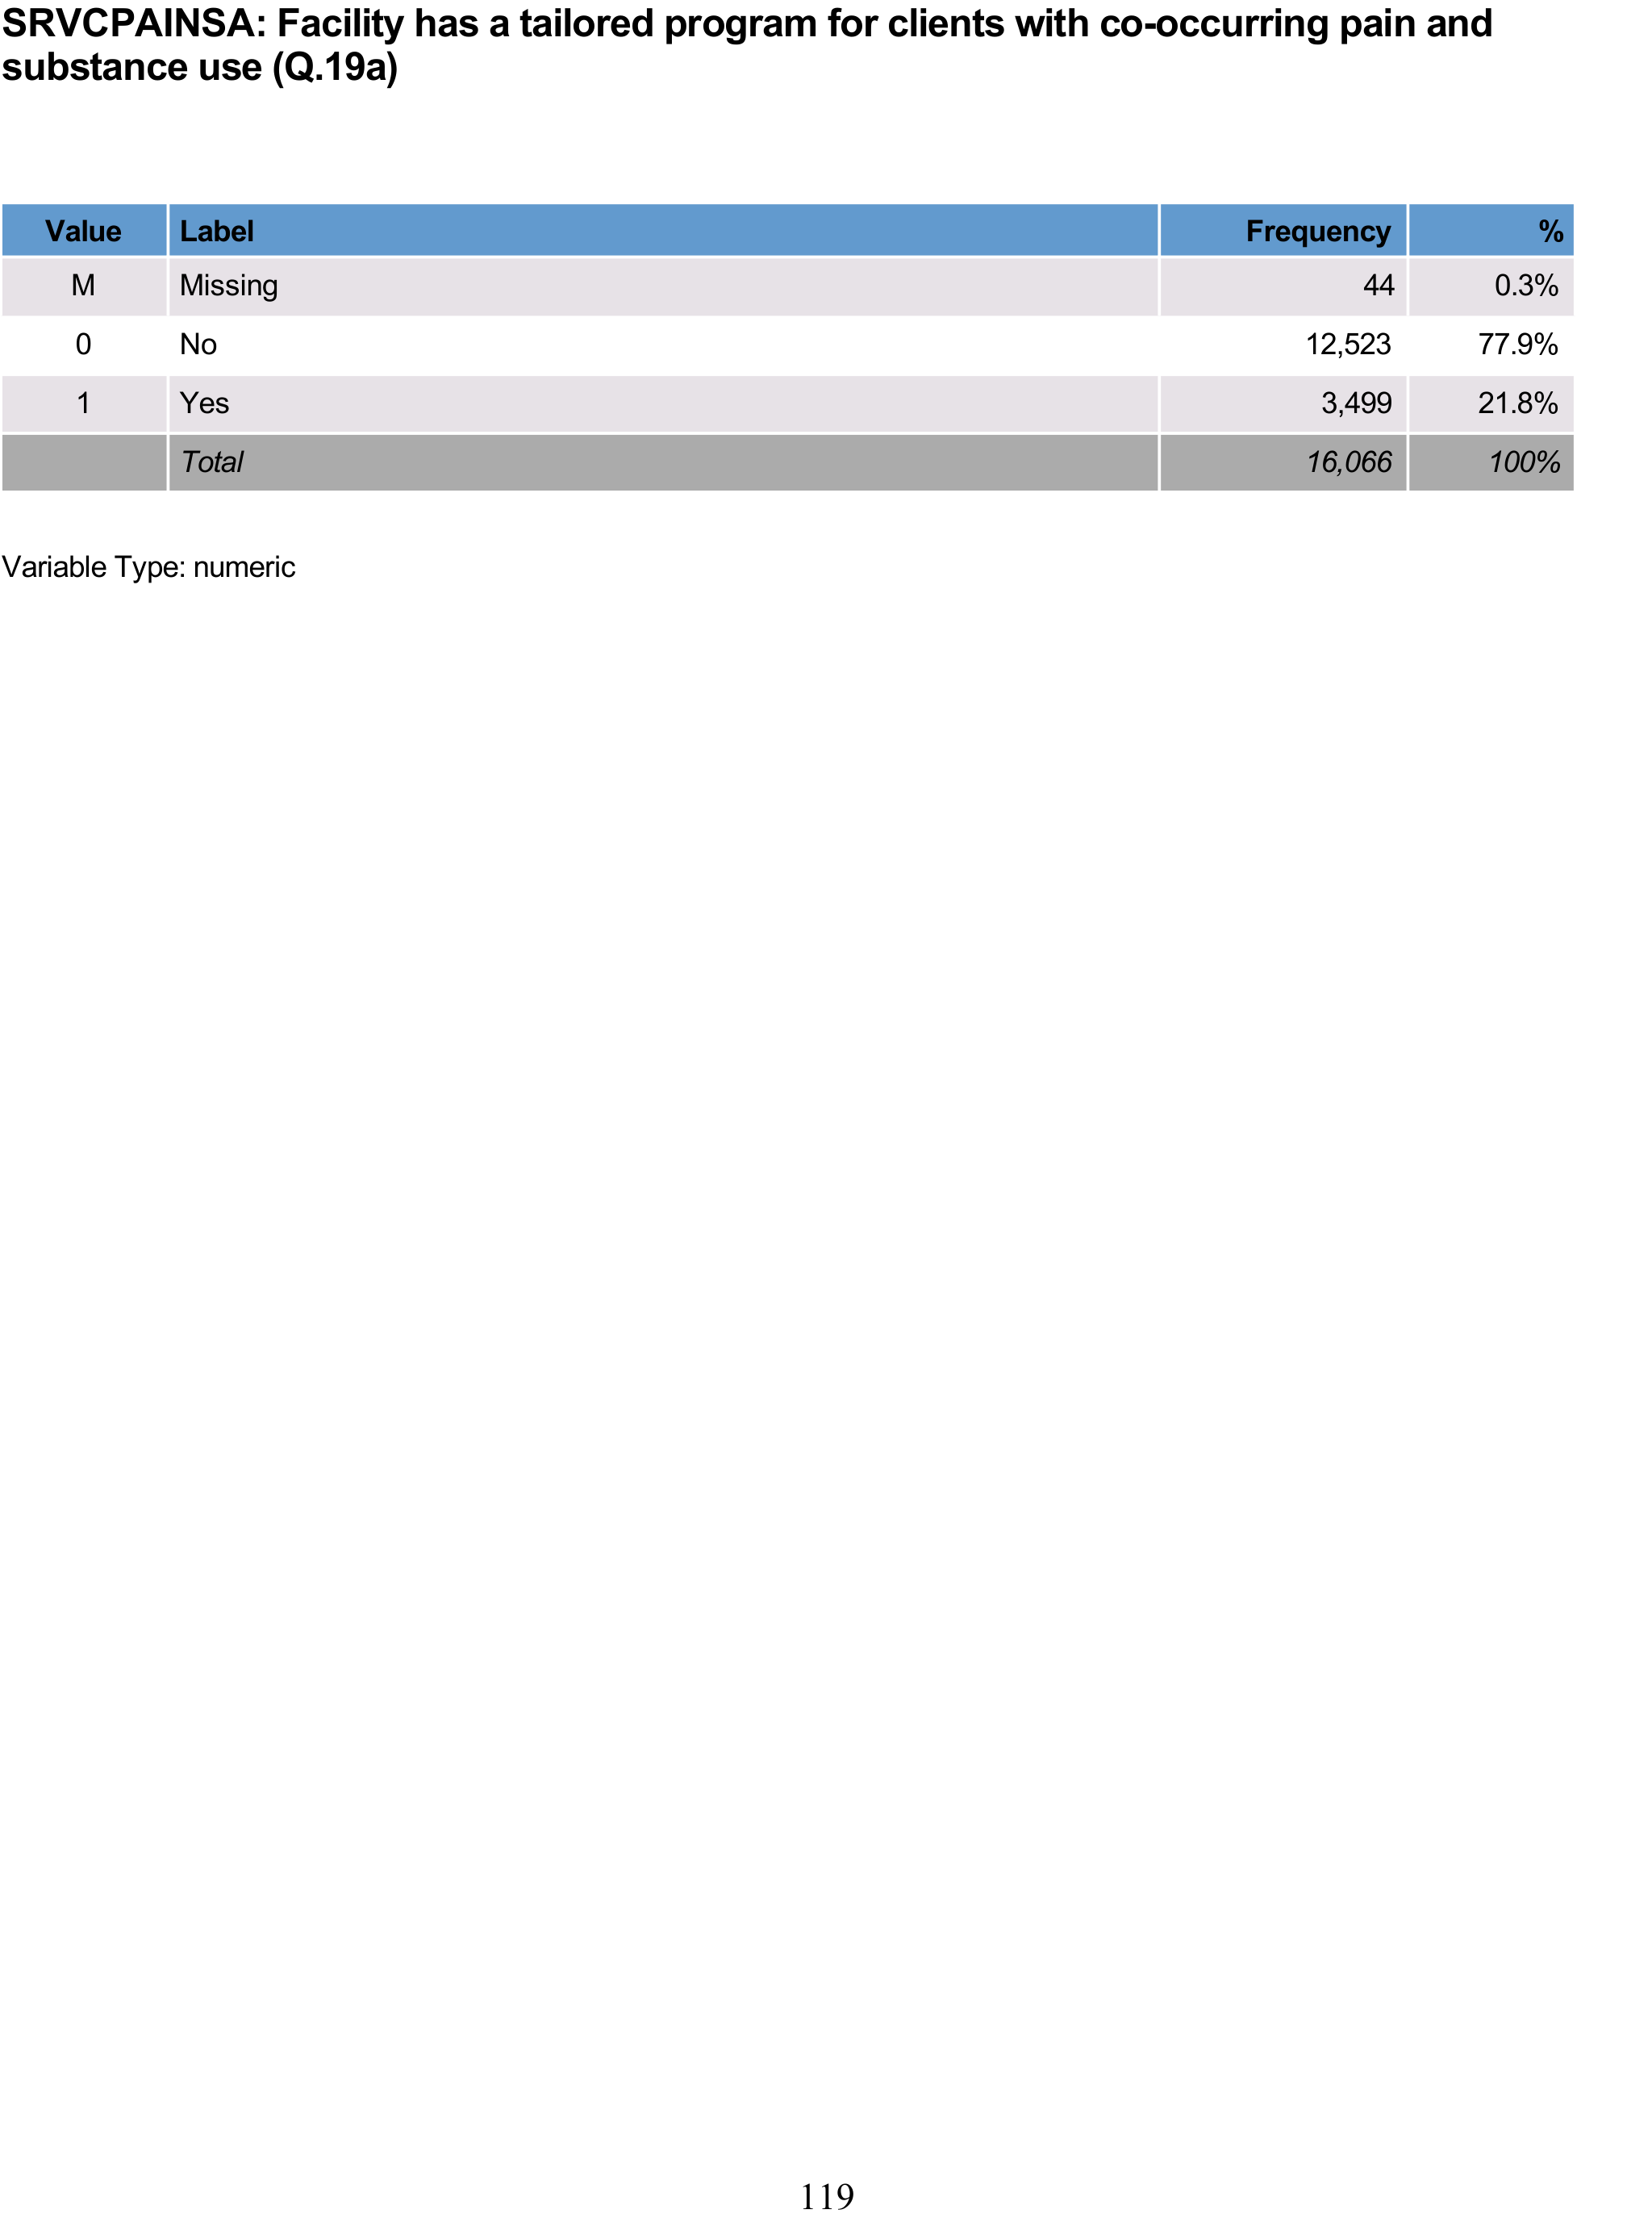 SRVCPAINSA: Facility has a tailored program for clients with co-occurring pain and
substance use (Q.19a)
Value Label Frequency %
M Missing 44 0.3%
0 No 12,523 77.9%
1 Yes 3,499 21.8%
Total 16,066 100%
Variable Type: numeric
119